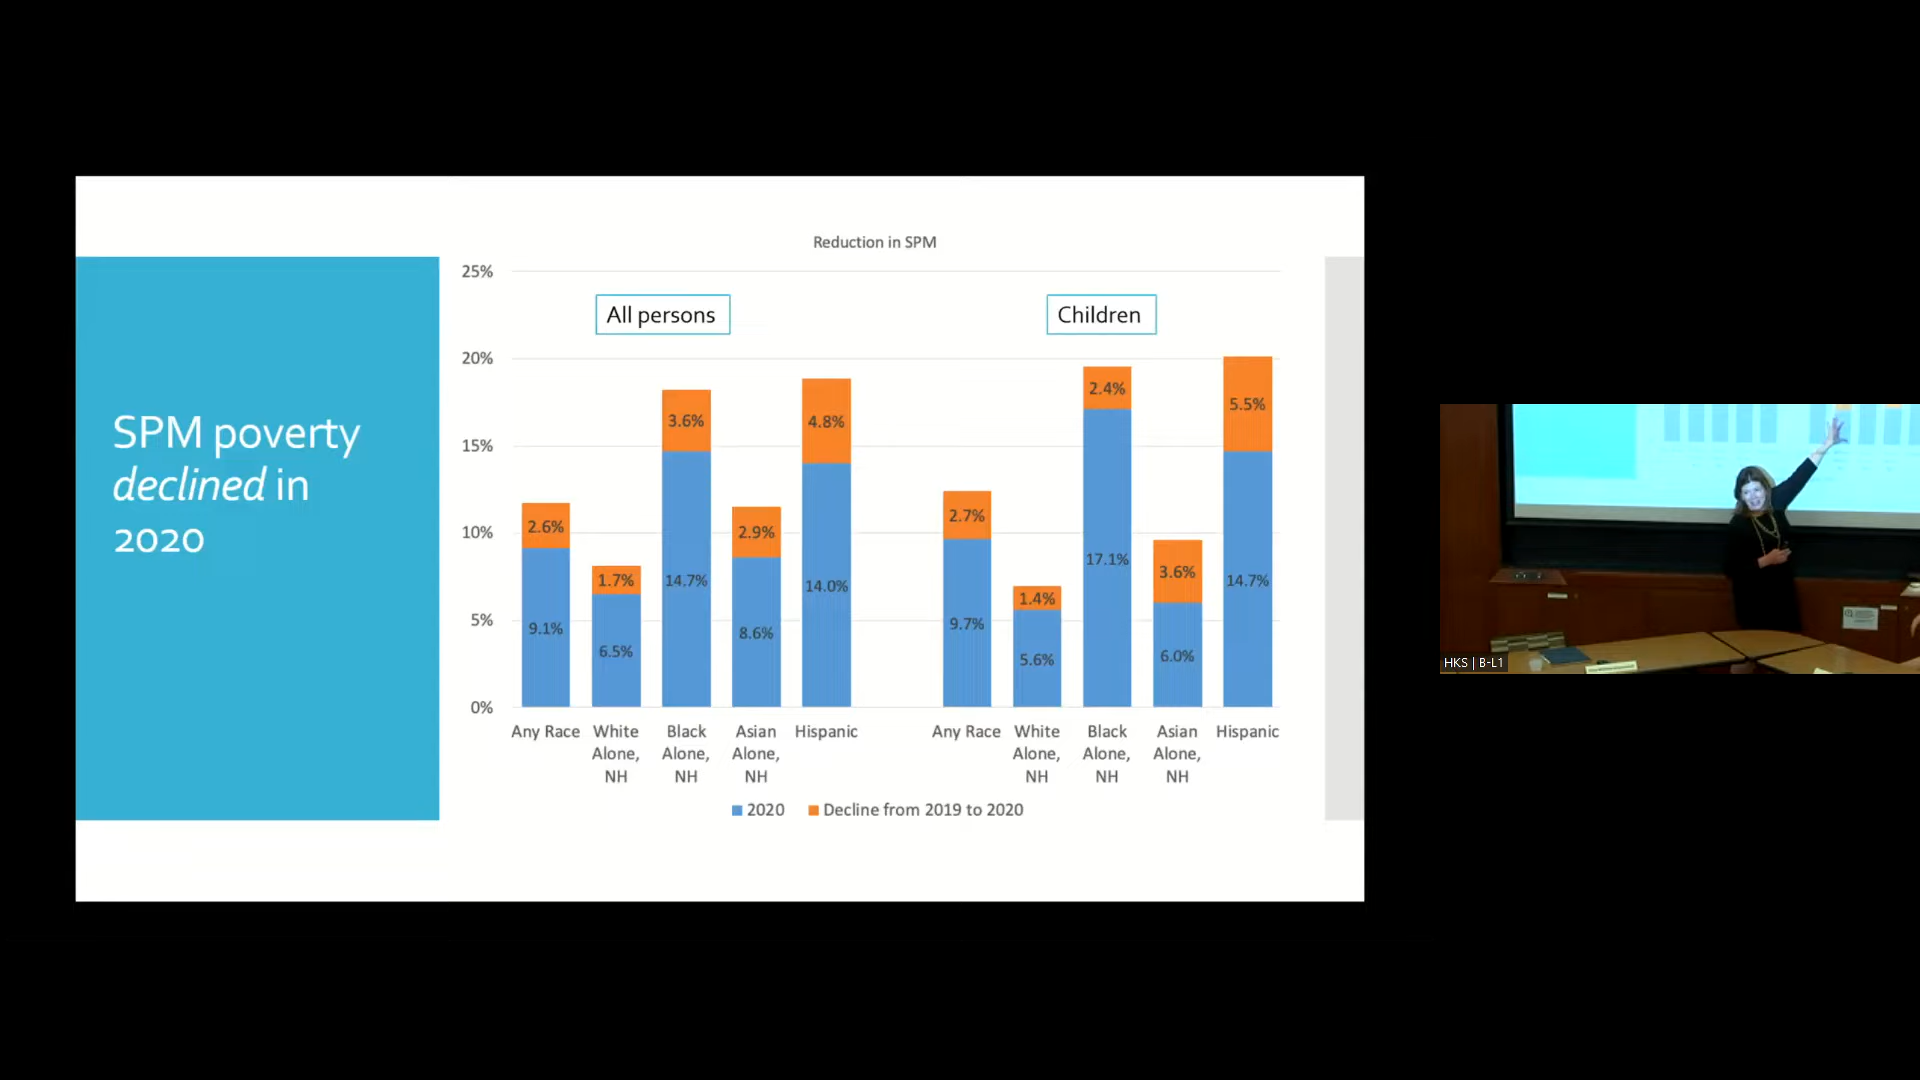 SPM poverty
declined in
2020
Reduction in SPM
25%
20%
15%
10%
5%
0%
All persons
Children
2.6%
9.1%
1.7%
6.5%
3.6%
14.7%
2.9%
8.6%
4.8%
14.0%
2.7%
9.7%
1.4%
5.6%
2.4%
17.1%
3.6%
6.0%
5.5%
14.7%
Any Race
White
Alone,
NH
Black
Alone,
NH
Asian
Alone,
NH
Hispanic
Any Race
White
Alone,
NH
Black
Alone,
NH
Asian
Alone,
NH
Hispanic
2020
Decline from 2019 to 2020
HKS | B-L1